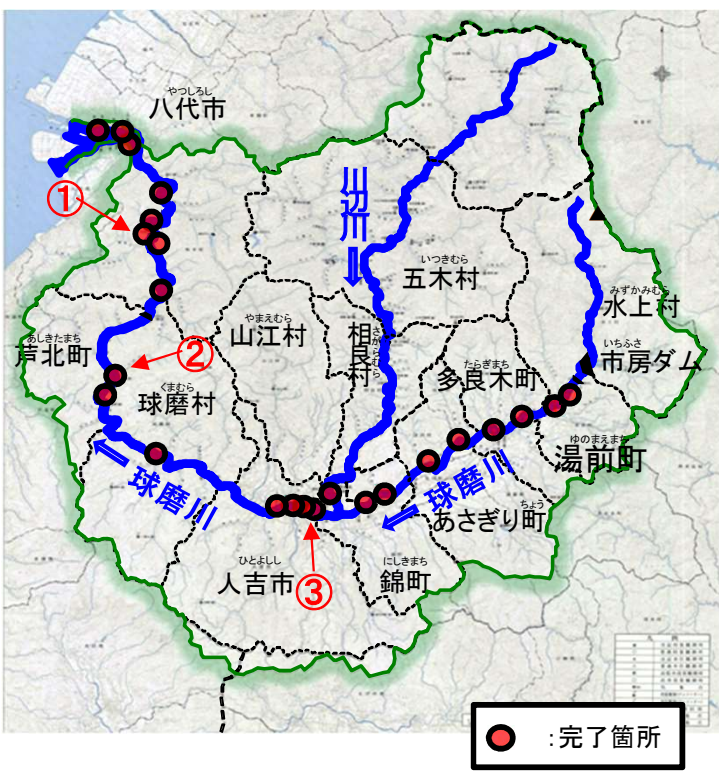 やつしろし
八代市
①
川辺川
いつきむら
五木村
みずかみむら
水上村
やまえむら
山江村
さがらむら
相良村
あしきたまち
芦北町
②
いちふさ
市房ダム
たらぎまち
多良木町
くまむら
球磨村
ゆのまえまち
湯前町
球磨川
球磨川
ちょう
あさぎり町
ひとよしし
人吉市
③
にしきまち
錦町
:完了箇所